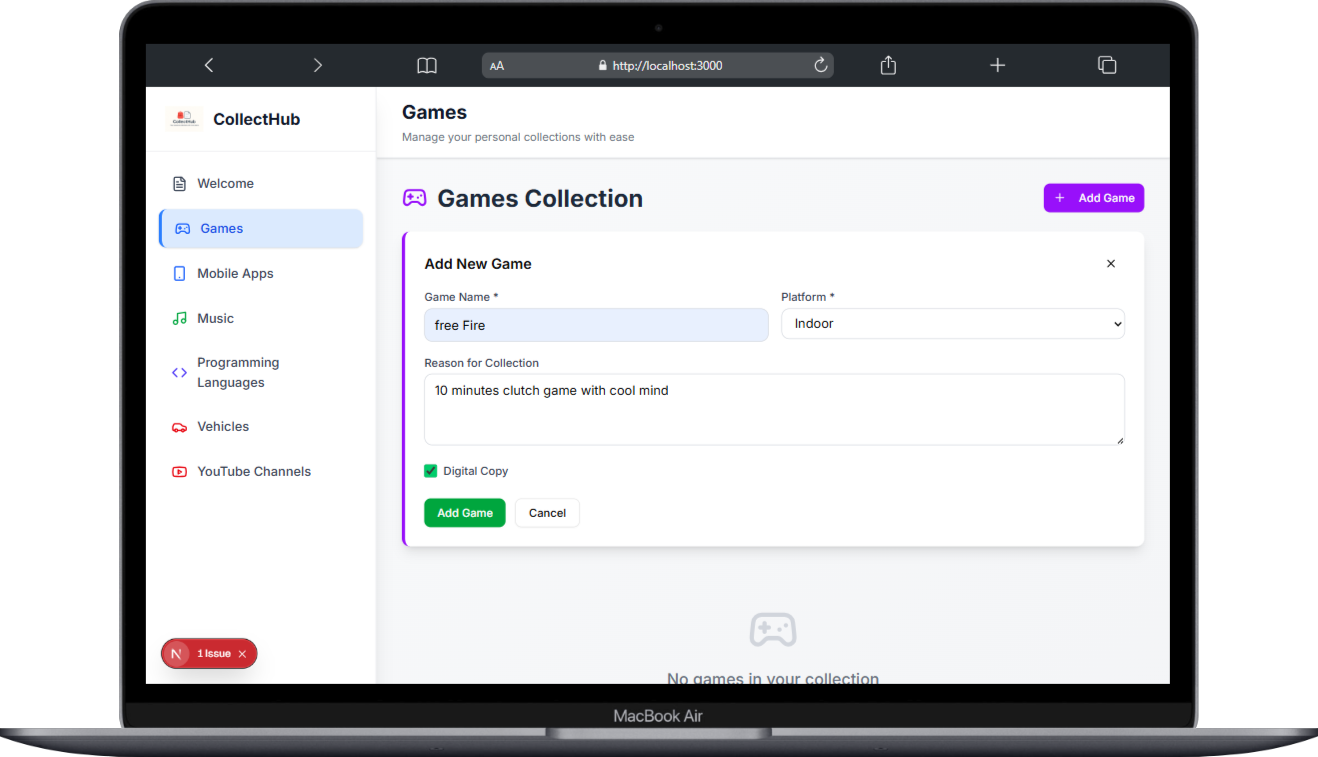 AA
http://localhost:3000
CollectHub
Games
Manage your personal collections with ease
Welcome
Games
Mobile Apps
Music
Programming
Languages
Vehicles
YouTube Channels
Games Collection
+ Add Game
Add New Game
Game Name *
Platform *
free Fire
Indoor
Reason for Collection
10 minutes clutch game with cool mind
Digital Copy
Add Game
Cancel
No games in your collection
N 1 Issue
MacBook Air